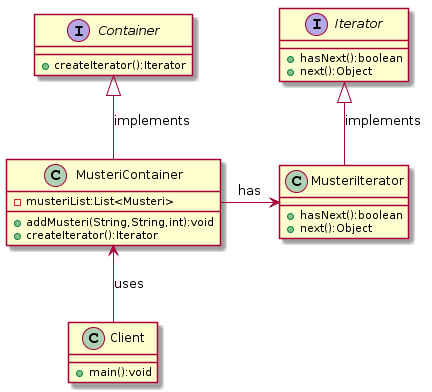 I Container
createIterator():Iterator
I Iterator
hasNext():boolean
next():Object
implements
implements
C MusteriContainer
musteriList:List<Musteri>
addMusteri(String,String,int):void
createIterator():Iterator
has
C MusteriIterator
hasNext():boolean
next():Object
uses
C Client
main():void